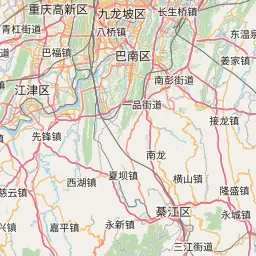 重庆高新区
九龙坡区
长生桥镇
青杠街道
八桥镇
东温泉
巴福镇
巴南区
南彭街道
姜家镇
江津区
一品街道
接龙镇
先锋镇
南龙
夏坝镇
横山镇
西湖镇
慈云镇
隆盛镇
綦江区
永新镇
永城镇
嘉平镇
三江街道